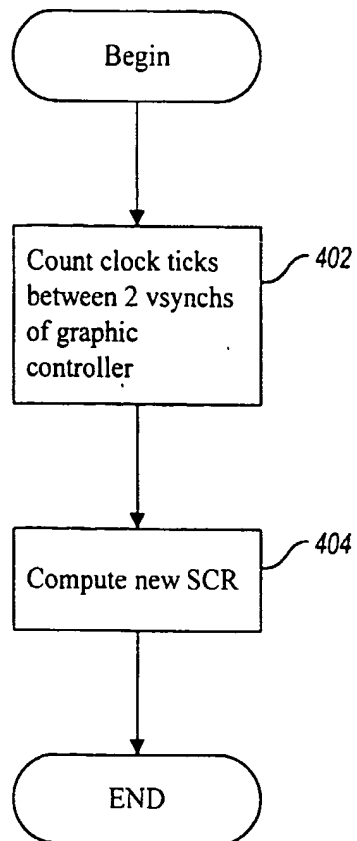 Begin
Count clock ticks
between 2 vsynchs
of graphic
controller
402
Compute new SCR
404
END